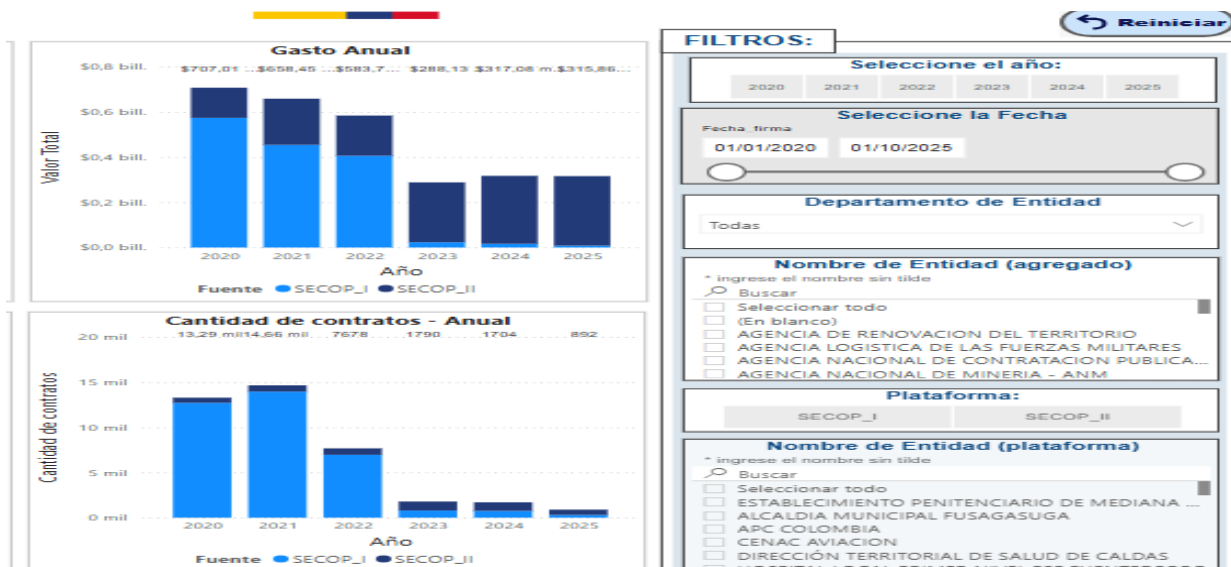 Reiniciar
Gasto Anual
$0,8 bill.
$707,01 ...
$658,45 ...
$583,7...
$288,13
$317,08 m...
$315,86...
$0,6 bill.
$0,4 bill.
$0,2 bill.
$0,0 bill.
Valor Total
2020 2021 2022 2023 2024 2025
Año
Fuente SECOP_I SECOP_II
Cantidad de contratos - Anual
20 mil
13,29 mil 14,66 mil 7678 1790 1704 892
15 mil
10 mil
5 mil
0 mil
Cantidad de contratos
2020 2021 2022 2023 2024 2025
Año
Fuente SECOP_I SECOP_II
FILTROS:
Seleccione el año:
2020 2021 2022 2023 2024 2025
Seleccione la Fecha
Fecha_firma
01/01/2020 01/10/2025
Departamento de Entidad
Todas
Nombre de Entidad (agregado)
* ingrese el nombre sin tilde
Buscar
Seleccionar todo
(En blanco)
AGENCIA DE RENOVACION DEL TERRITORIO
AGENCIA LOGISTICA DE LAS FUERZAS MILITARES
AGENCIA NACIONAL DE CONTRATACION PUBLICA...
AGENCIA NACIONAL DE MINERIA - ANM
Plataforma:
SECOP_I SECOP_II
Nombre de Entidad (plataforma)
* ingrese el nombre sin tilde
Buscar
Seleccionar todo
ESTABLECIMIENTO PENITENCIARIO DE MEDIANA ...
ALCALDIA MUNICIPAL FUSAGASUGA
APC COLOMBIA
CENAC AVIACION
DIRECCIÓN TERRITORIAL DE SALUD DE CALDAS